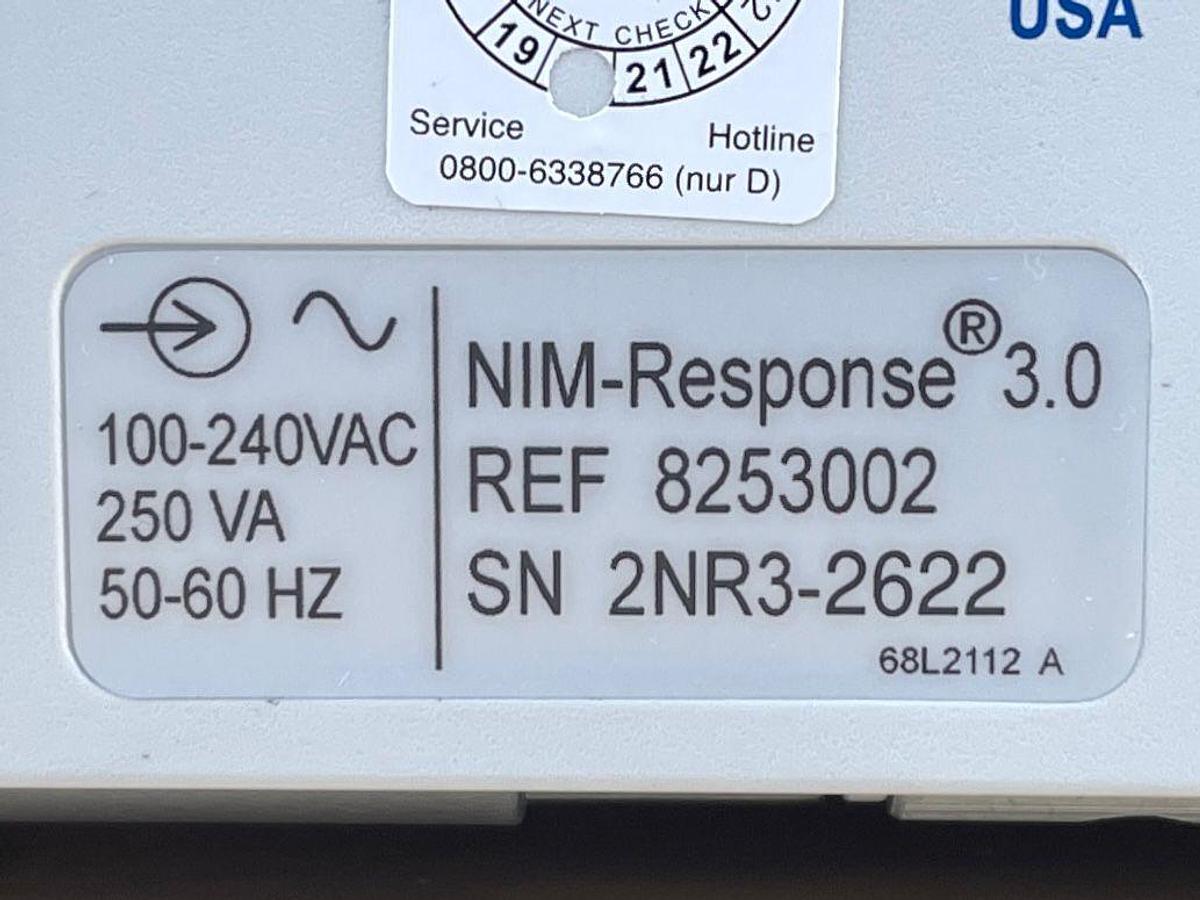 USA
NEXT CHECK
19 21 22
Service Hotline
0800-6338766 (nur D)
NIM-Response® 3.0
REF 8253002
SN 2NR3-2622
68L2112 A
100-240VAC
250 VA
50-60 HZ